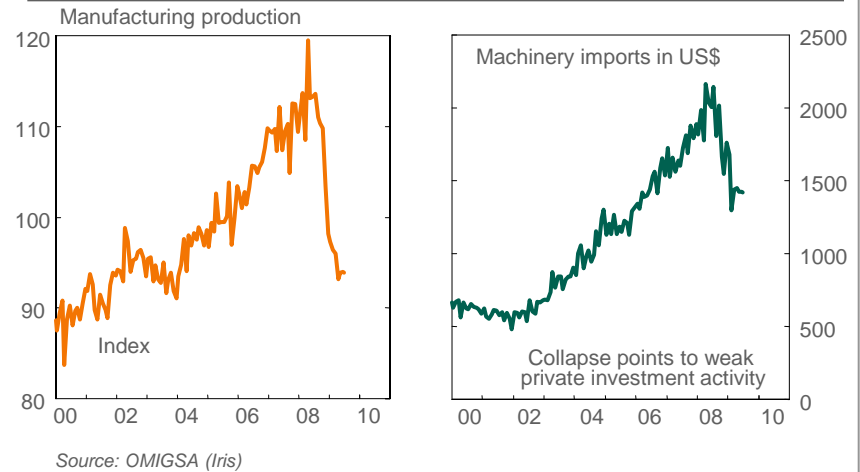 Manufacturing production
120
110
100
90
80
Index
00 02 04 06 08 10
Machinery imports in US$
2500
2000
1500
1000
500
0
Collapse points to weak
private investment activity
00 02 04 06 08 10
Source: OMIGSA (Iris)